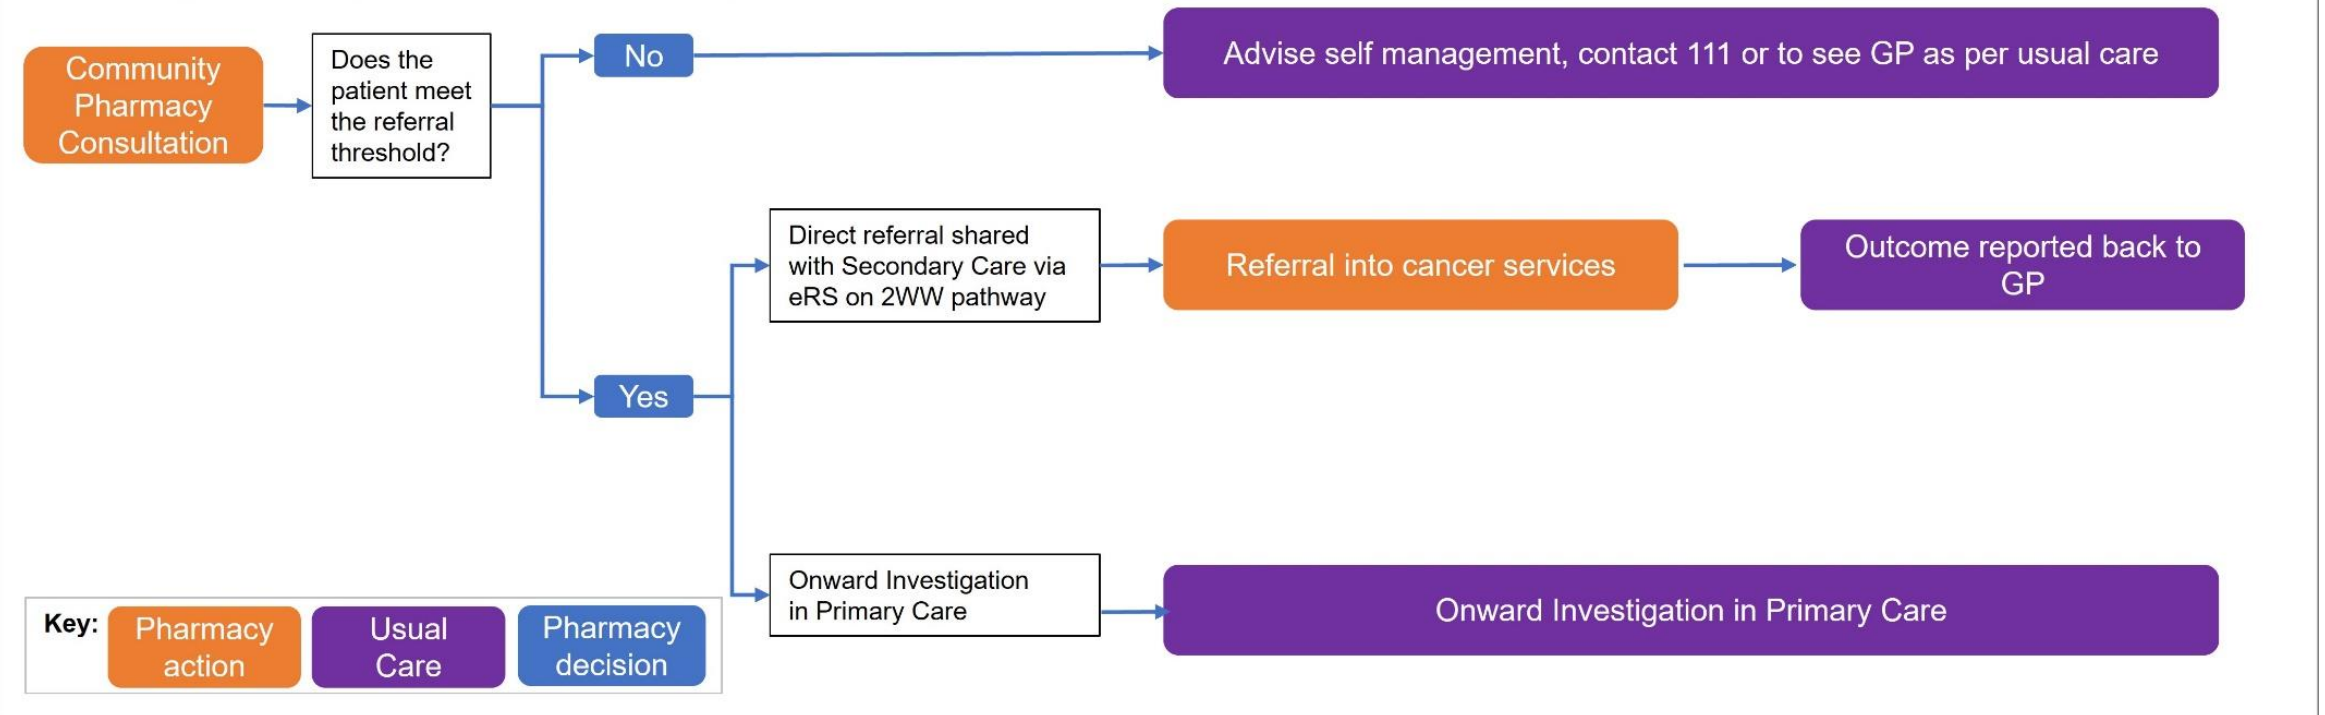 Community
Pharmacy
Consultation
Does the
patient meet
the referral
threshold?
No
Advise self management, contact 111 or to see GP as per usual care
Yes
Direct referral shared
with Secondary Care via
eRS on 2WW pathway
Referral into cancer services
Outcome reported back to
GP
Onward Investigation
in Primary Care
Onward Investigation in Primary Care
Key:
Pharmacy
action
Usual
Care
Pharmacy
decision